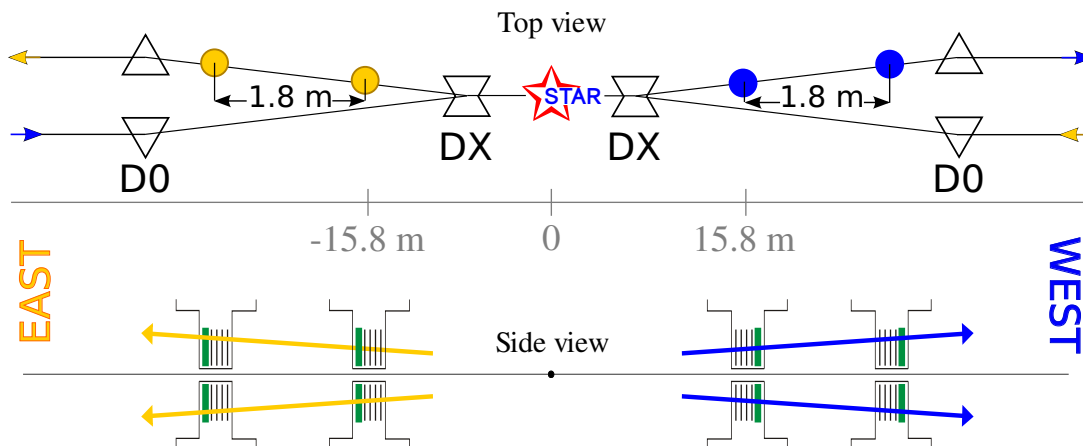 Top view
1.8 m
STAR
1.8 m
DX
DX
D0
D0
-15.8 m
0
15.8 m
EAST
WEST
Side view